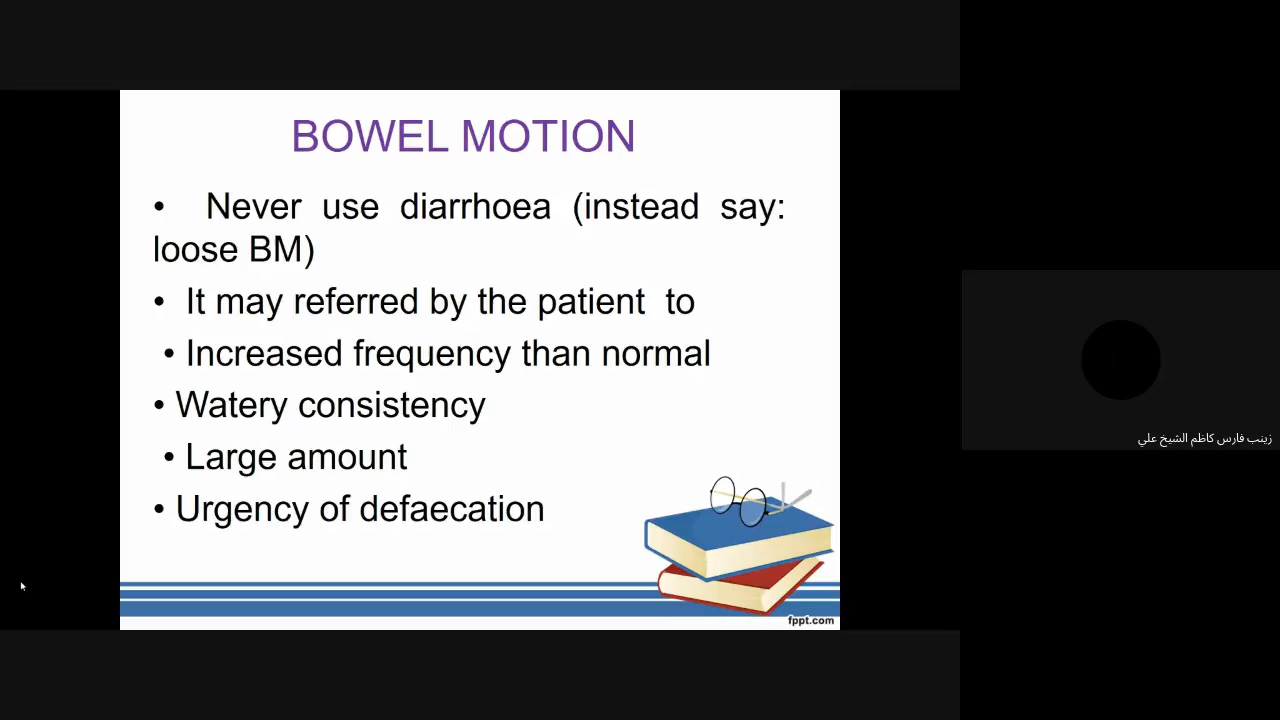 BOWEL MOTION
• Never use diarrhoea (instead say:
loose BM)
• It may referred by the patient to
• Increased frequency than normal
• Watery consistency
• Large amount
• Urgency of defaecation
fppt.com
زينب فارس كاظم الشيخ علي